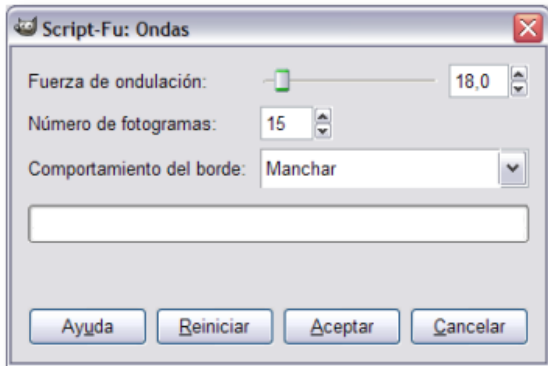 Script-Fu: Ondas
Fuerza de ondulación: 18,0
Número de fotogramas: 15
Comportamiento del borde: Manchar
Ayuda Reiniciar Aceptar Cancelar